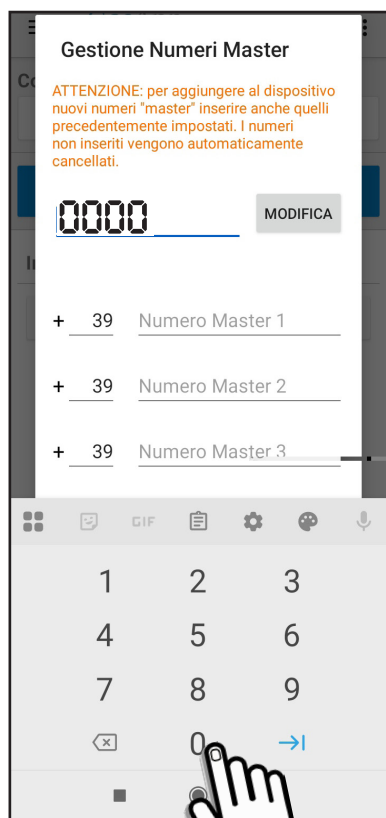 Gestione Numeri Master
ATTENZIONE: per aggiungere al dispositivo
nuovi numeri "master" inserire anche quelli
precedentemente impostati. I numeri
non inseriti vengono automaticamente
cancellati.
0000 MODIFICA
+ 39 Numero Master 1
+ 39 Numero Master 2
+ 39 Numero Master 3
GIF
1 2 3
4 5 6
7 8 9
0